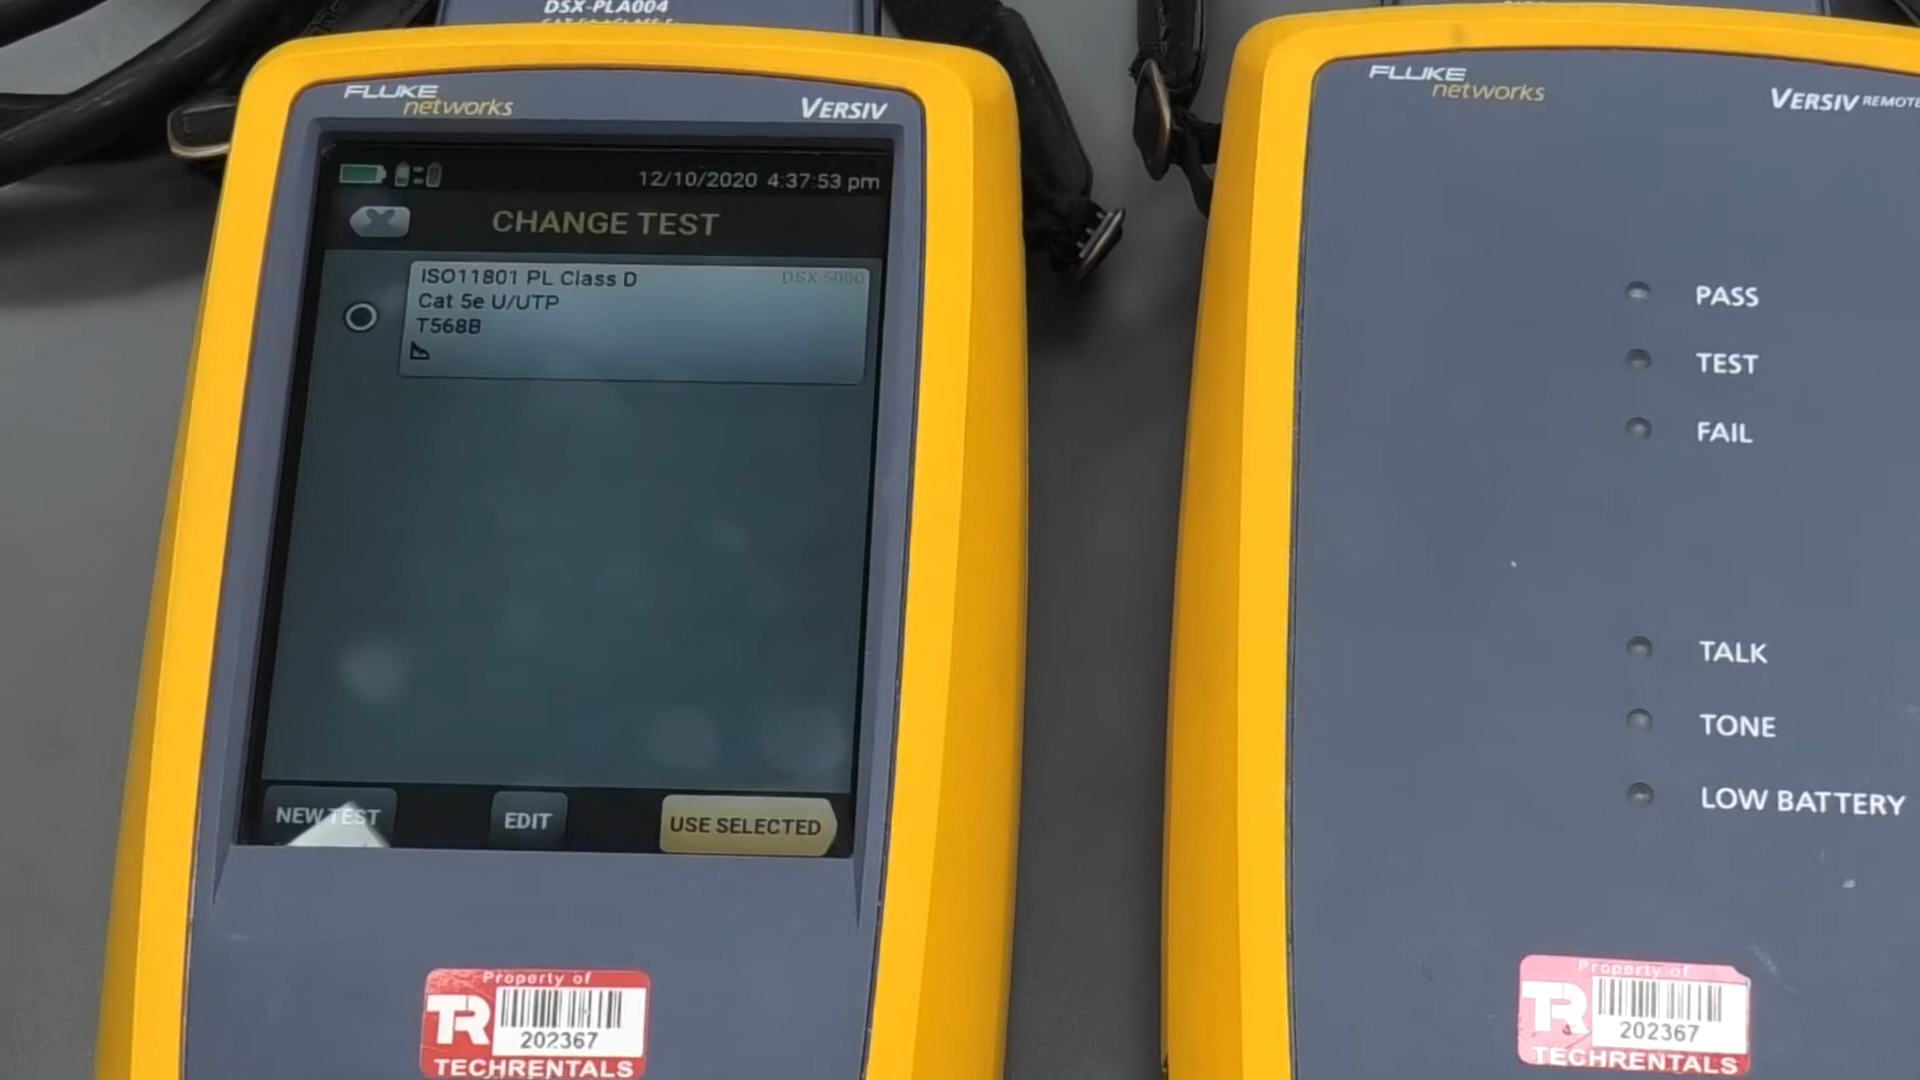 DSX-PLA004
FLUKE
networks
VERSIV
12/10/2020 4:37:53 pm
CHANGE TEST
ISO11801 PL Class D
DSX-5000
Cat 5e U/UTP
T568B
NEW TEST
EDIT
USE SELECTED
Property of
TR
202367
TECHRENTALS
FLUKE
networks
VERSIV REMOTE
PASS
TEST
FAIL
TALK
TONE
LOW BATTERY
Property of
TR
202367
TECHRENTALS